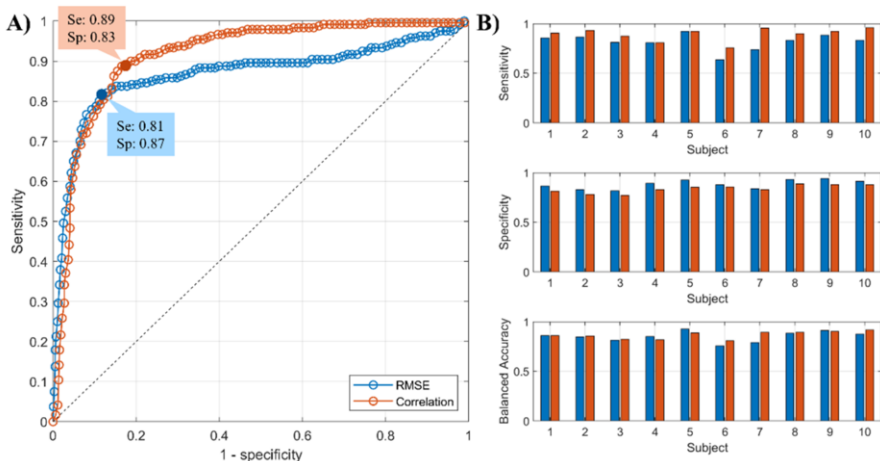 A)
Se: 0.89
Sp: 0.83
Se: 0.81
Sp: 0.87
1
0.9
0.8
0.7
0.6
0.5
0.4
0.3
0.2
0.1
0
Sensitivity
0 0.2 0.4 0.6 0.8 1
1 - specificity
RMSE
Correlation
B)
1
0.5
0
Sensitivity
1 2 3 4 5 6 7 8 9 10
Subject
1
0.5
0
Specificity
1 2 3 4 5 6 7 8 9 10
Subject
1
0.5
0
Balanced Accuracy
1 2 3 4 5 6 7 8 9 10
Subject